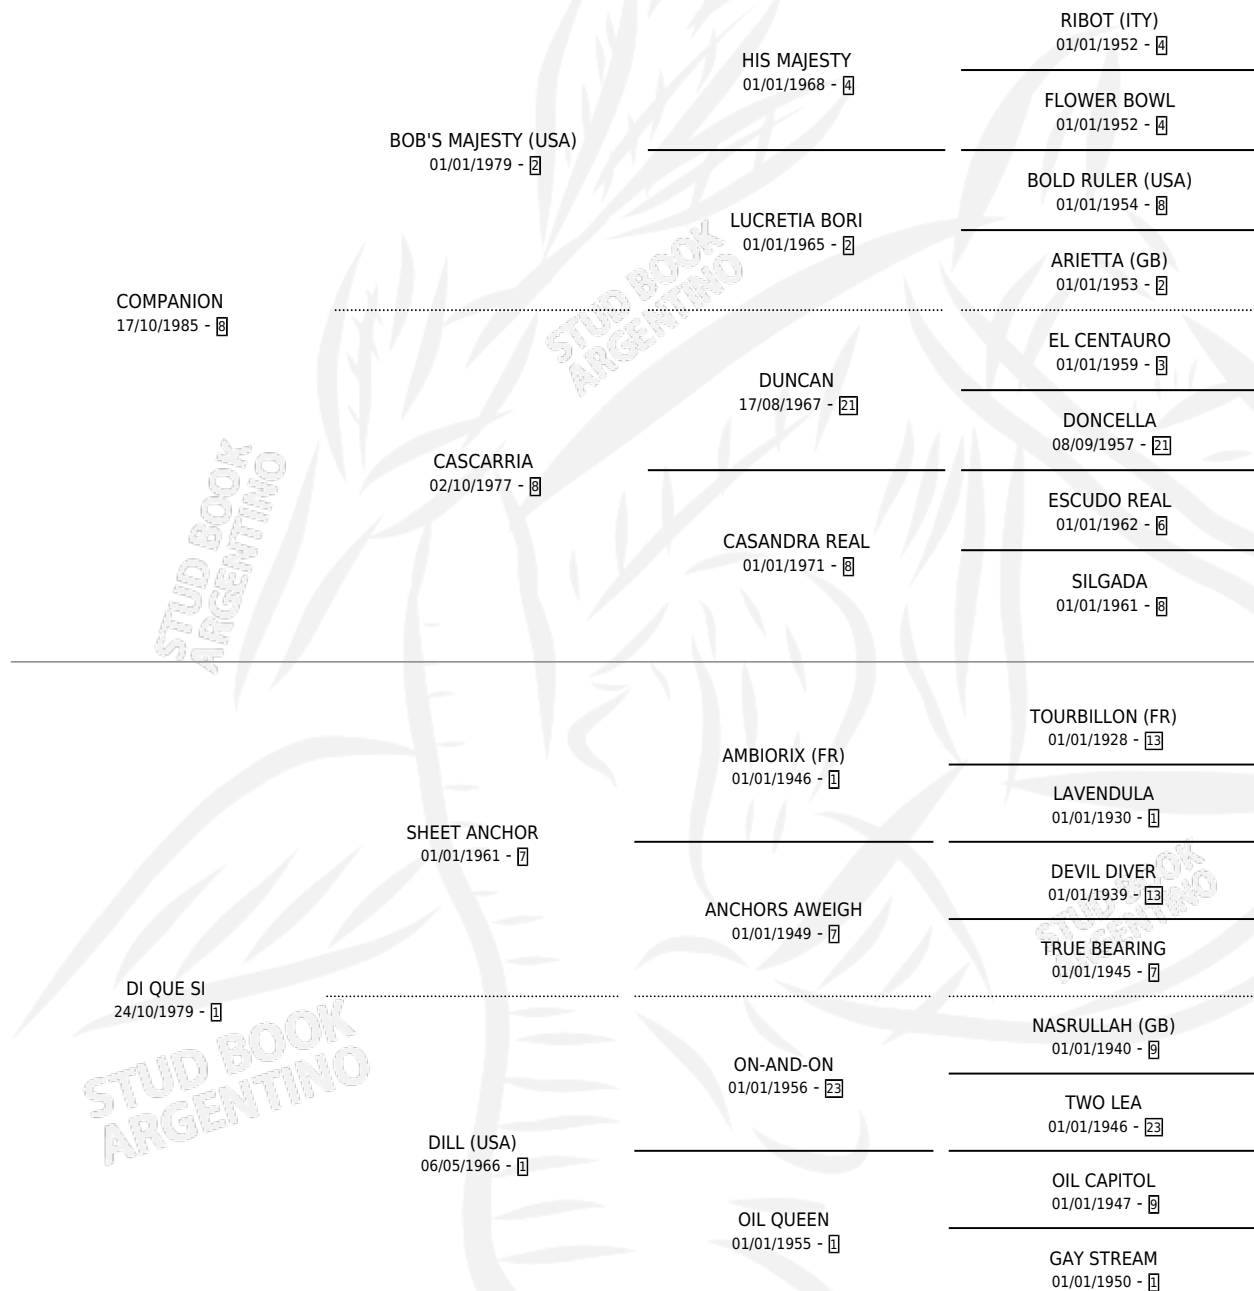 RIBOT (ITY)
01/01/1952 - 4
HIS MAJESTY
01/01/1968 - 4
FLOWER BOWL
01/01/1952 - 4
BOB'S MAJESTY (USA)
01/01/1979 - 2
BOLD RULER (USA)
01/01/1954 - 8
LUCRETIA BORI
01/01/1965 - 2
ARIETTA (GB)
01/01/1953 - 2
COMPANION
17/10/1985 - 8
EL CENTAURO
01/01/1959 - 3
DUNCAN
17/08/1967 - 21
DONCELLA
08/09/1957 - 21
CASCARRIA
02/10/1977 - 8
ESCUDO REAL
01/01/1962 - 6
CASANDRA REAL
01/01/1971 - 8
SILGADA
01/01/1961 - 8
TOURBILLON (FR)
01/01/1928 - 13
AMBIORIX (FR)
01/01/1946 - 1
LAVENDULA
01/01/1930 - 1
SHEET ANCHOR
01/01/1961 - 7
DEVIL DIVER
01/01/1939 - 13
ANCHORS AWEIGH
01/01/1949 - 7
TRUE BEARING
01/01/1945 - 7
DI QUE SI
24/10/1979 - 1
NASRULLAH (GB)
01/01/1940 - 9
ON-AND-ON
01/01/1956 - 23
TWO LEA
01/01/1946 - 23
DILL (USA)
06/05/1966 - 1
OIL CAPITOL
01/01/1947 - 9
OIL QUEEN
01/01/1955 - 1
GAY STREAM
01/01/1950 - 1
STUD BOOK
ARGENTINO
STUD BOOK
ARGENTINO
STUD BOOK
ARGENTINO
STUD BOOK
ARGENTINO